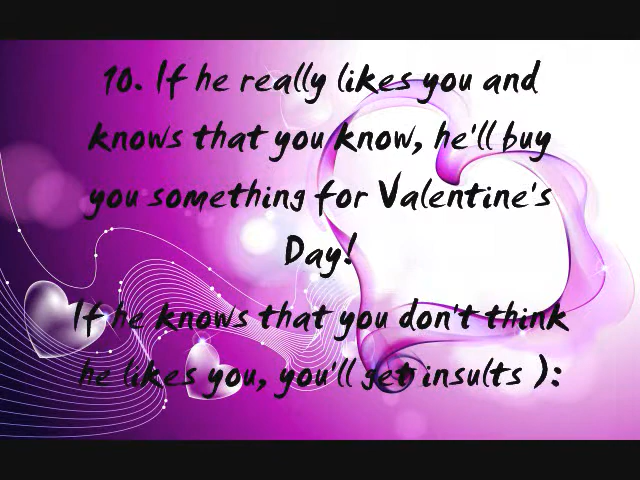 10. If he really likes you and
knows that you know, he'll buy
you something for Valentine's
Day!
If he knows that you don't think
he likes you, you'll get insults ):